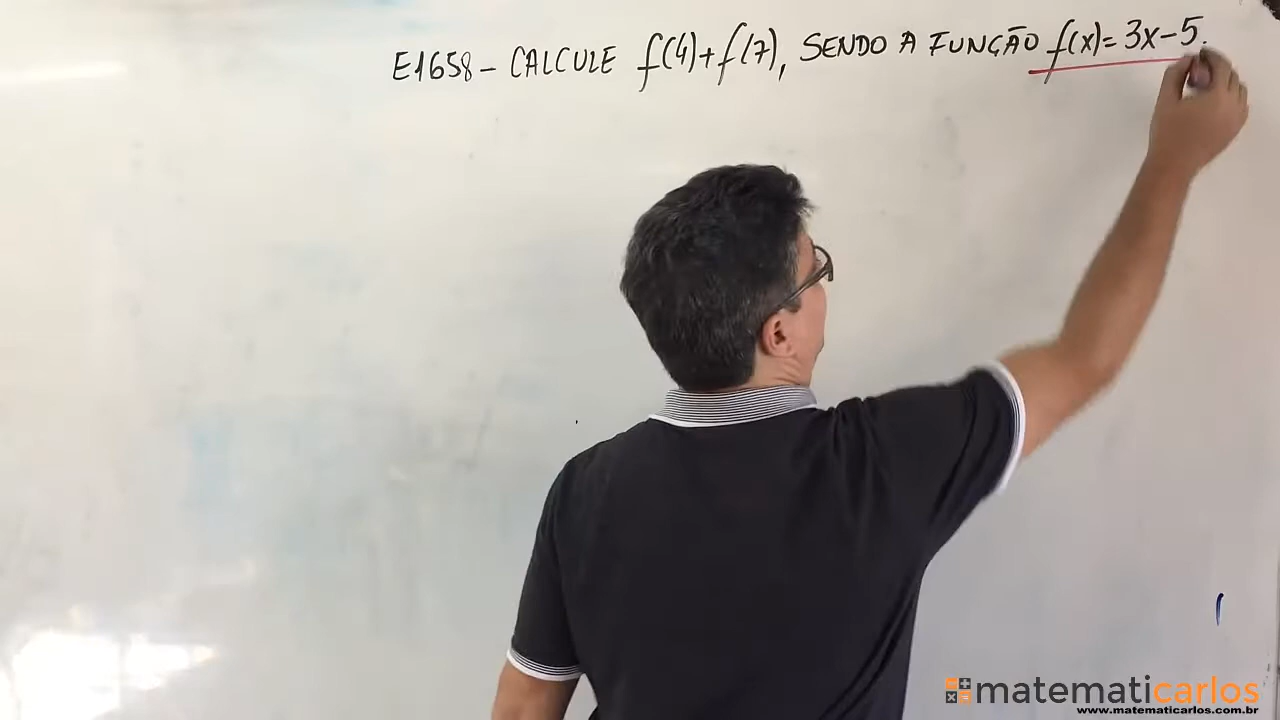 E1658 - CALCULE f(4)+f(7), SENDO A FUNÇÃO f(x)= 3x-5.
matematicarlos
www.matematicarlos.com.br